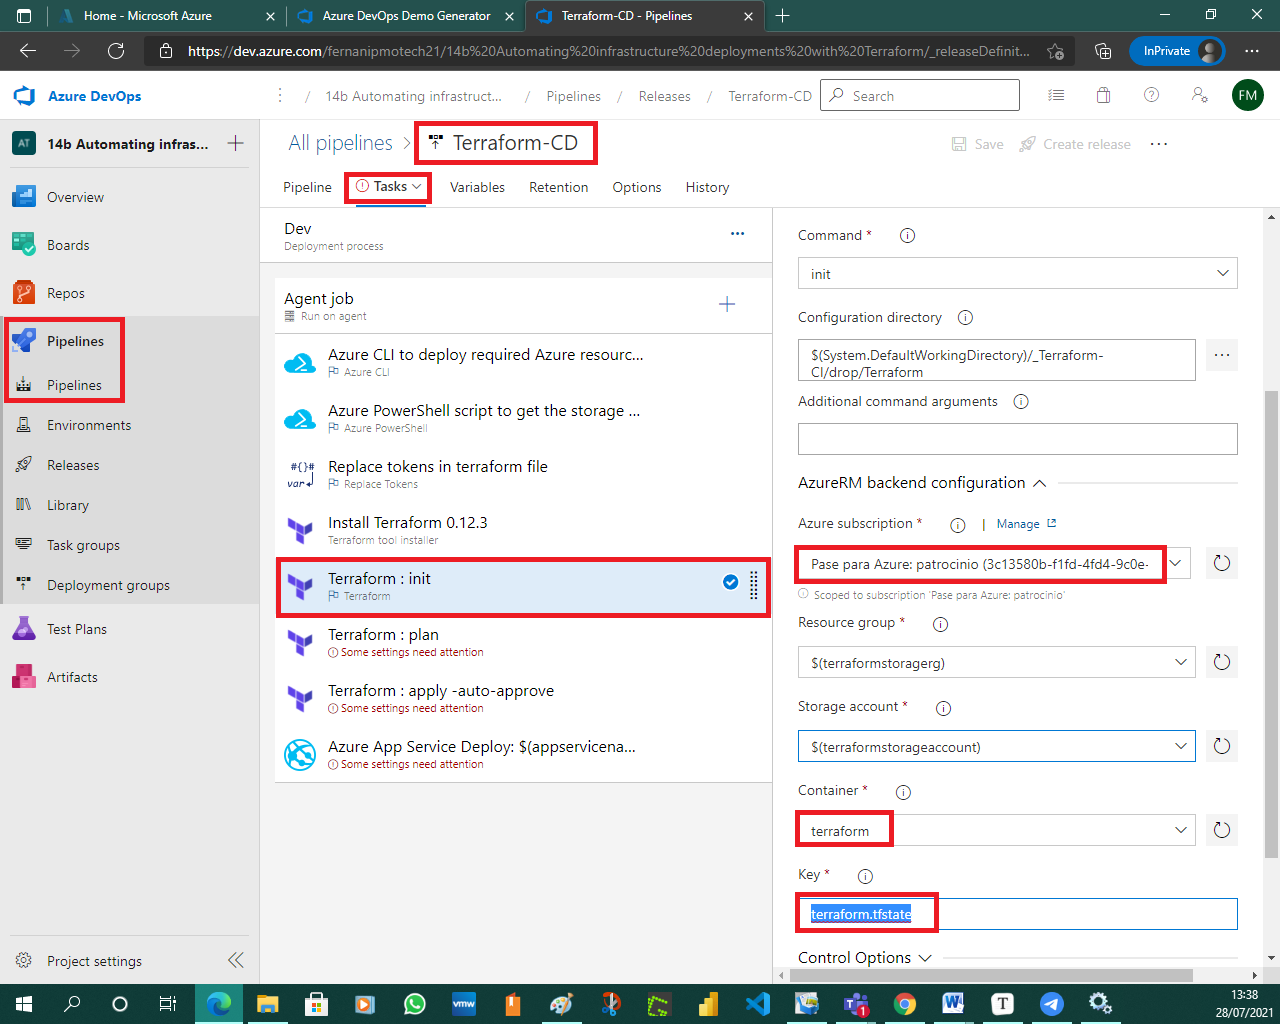 Home - Microsoft Azure
Azure DevOps Demo Generator
Terraform-CD - Pipelines
https://dev.azure.com/fernanipmotech21/14b%20Automating%20infrastructure%20deployments%20with%20Terraform/_releaseDefinit...
InPrivate
Azure DevOps
/ 14b Automating infrastruct... / Pipelines / Releases / Terraform-CD
Search
FM
AT
14b Automating infras...
Overview
Boards
Repos
Pipelines
Pipelines
Environments
Releases
Library
Task groups
Deployment groups
Test Plans
Artifacts
Project settings
All pipelines > Terraform-CD
Save
Create release
Pipeline
Tasks
Variables
Retention
Options
History
Dev
Deployment process
Agent job
Run on agent
Azure CLI to deploy required Azure resourc...
Azure CLI
Azure PowerShell script to get the storage ...
Azure PowerShell
#{}#
var
Replace tokens in terraform file
Replace Tokens
Install Terraform 0.12.3
Terraform tool installer
Terraform : init
Terraform
Terraform : plan
Some settings need attention
Terraform : apply -auto-approve
Some settings need attention
Azure App Service Deploy: $(appservicena...
Some settings need attention
Command *
init
Configuration directory
$(System.DefaultWorkingDirectory)/_Terraform-
CI/drop/Terraform
Additional command arguments
AzureRM backend configuration
Azure subscription * | Manage
Pase para Azure: patrocinio (3c13580b-f1fd-4fd4-9c0e-
Scoped to subscription 'Pase para Azure: patrocinio'
Resource group *
$(terraformstoragerg)
Storage account *
$(terraformstorageaccount)
Container *
terraform
Key *
terraform.tfstate
Control Options
vmw
1
W
T
13:38
28/07/2021